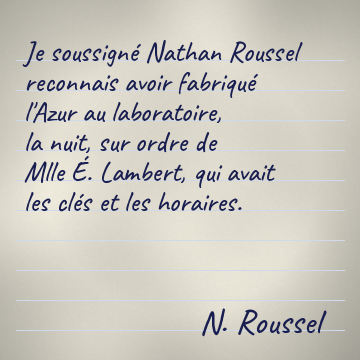 Je soussigné Nathan Roussel
reconnais avoir fabriqué
l'Azur au laboratoire,
la nuit, sur ordre de
Mlle É. Lambert, qui avait
les clés et les horaires.
N. Roussel